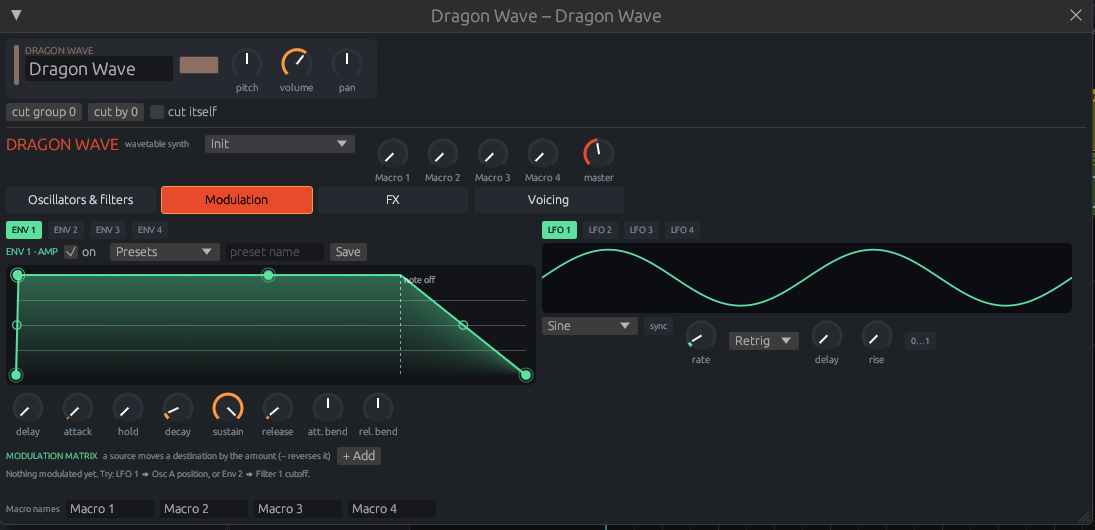 Dragon Wave – Dragon Wave
DRAGON WAVE
Dragon Wave
pitch volume pan
cut group 0 cut by 0 cut itself
DRAGON WAVE wavetable synth Init
Macro 1 Macro 2 Macro 3 Macro 4 master
Oscillators & filters Modulation FX Voicing
ENV 1 ENV 2 ENV 3 ENV 4
ENV 1 · AMP on Presets preset name Save
note off
delay attack hold decay sustain release att. bend rel. bend
LFO 1 LFO 2 LFO 3 LFO 4
Sine sync rate Retrig delay rise 0...1
MODULATION MATRIX a source moves a destination by the amount (– reverses it) + Add
Nothing modulated yet. Try: LFO 1 → Osc A position, or Env 2 → Filter 1 cutoff.
Macro names Macro 1 Macro 2 Macro 3 Macro 4